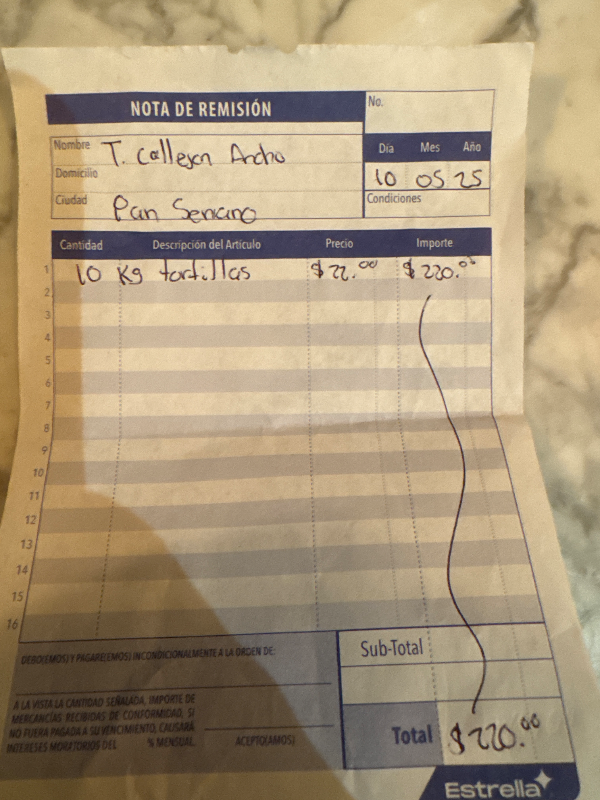 NOTA DE REMISIÓN
No.
Nombre T. Callejon Ancho
Domicilio
Ciudad Pan Serrano
Día Mes Año
10 05 25
Condiciones
Cantidad Descripción del Artículo Precio Importe
1 10 Kg tortillas $22.00 $220.00
2
3
4
5
6
7
8
9
10
11
12
13
14
15
16
DEBO(EMOS) Y PAGARE(EMOS) INCONDICIONALMENTE A LA ORDEN DE:
A LA VISTA LA CANTIDAD SEÑALADA, IMPORTE DE
MERCANCÍAS RECIBIDAS DE CONFORMIDAD, SI
NO FUERA PAGADA A SU VENCIMIENTO, CAUSARÁ
INTERESES MORATORIOS DEL % MENSUAL. ACEPTO(AMOS)
Sub-Total
Total $220.00
Estrella